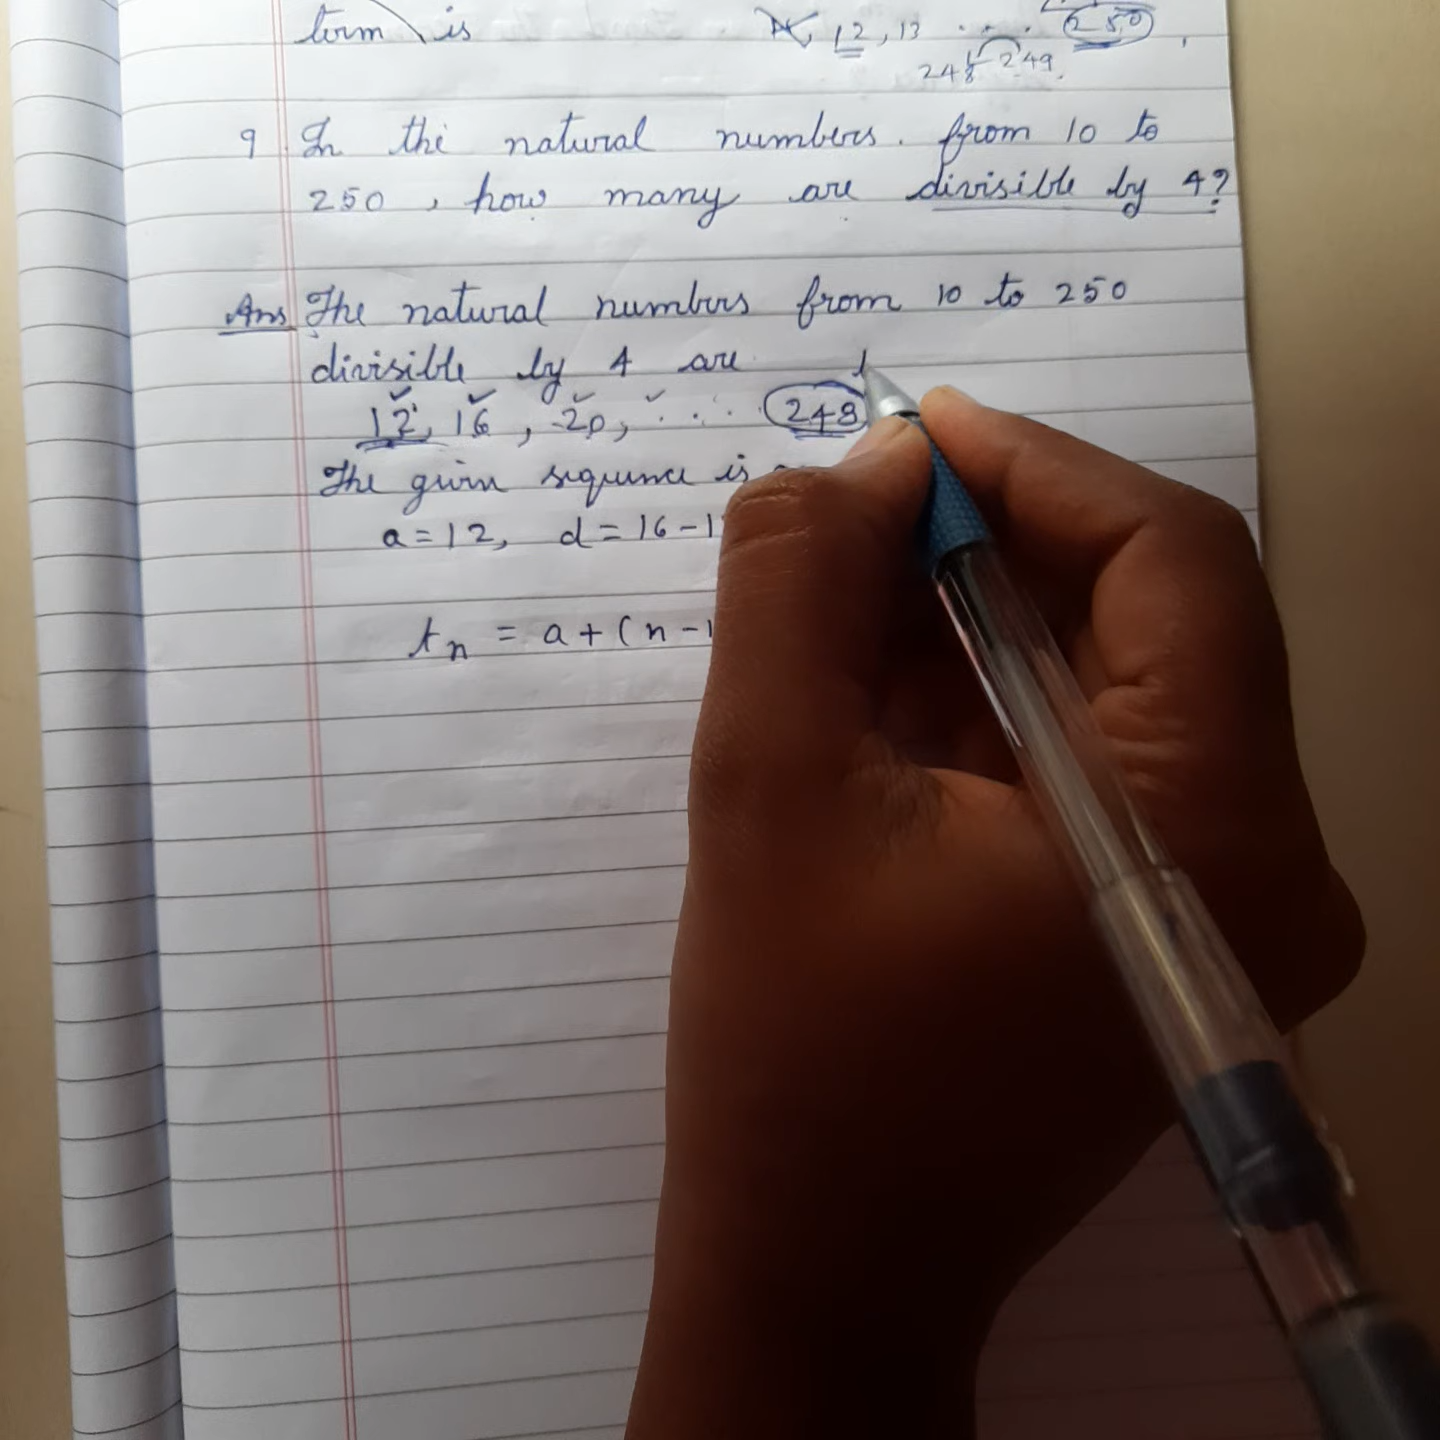 term is 12, 13 . . . . 250,
248 249.
9 In the natural numbers. from 10 to
250, how many are divisible by 4?
Ans The natural numbers from 10 to 250
divisible by 4 are
12, 16, 20, . . . 248
The given sequence is
a = 12, d = 16 - 1
tn = a + (n - 1